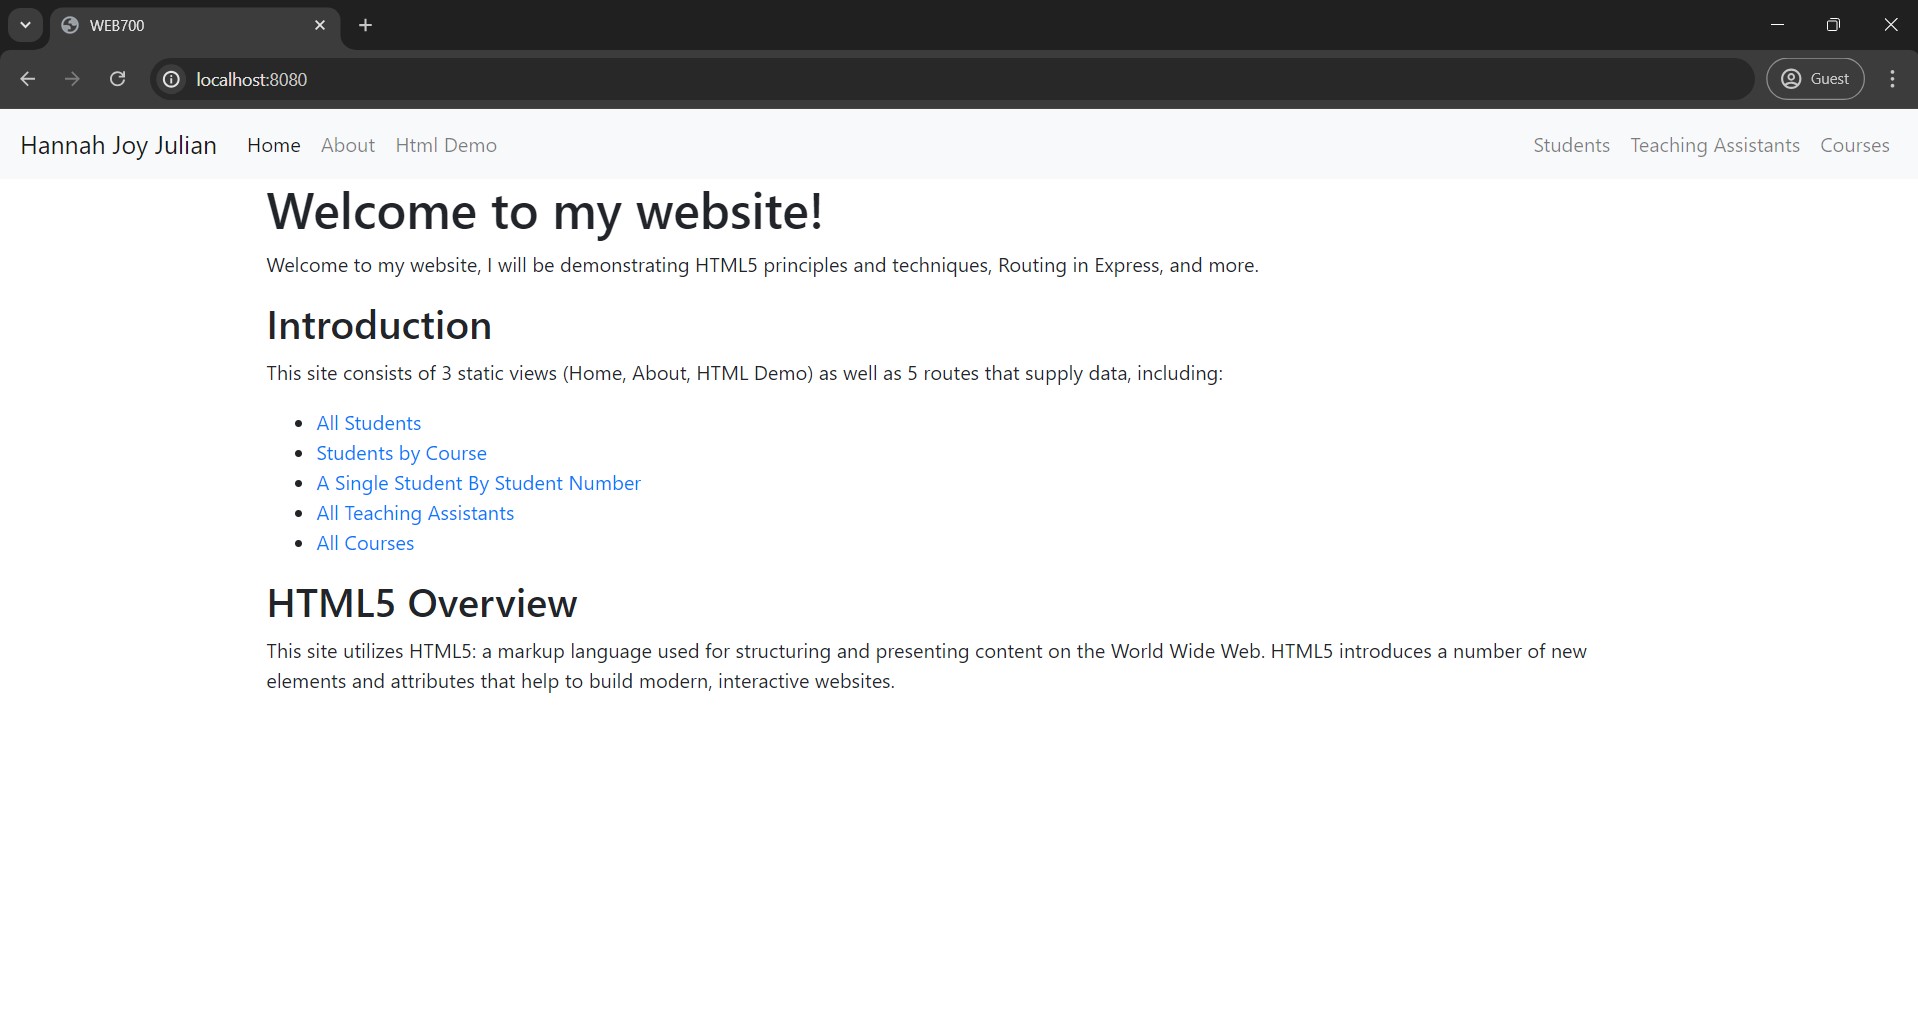 WEB700
localhost:8080
Guest
Hannah Joy Julian Home About Html Demo Students Teaching Assistants Courses
Welcome to my website!
Welcome to my website, I will be demonstrating HTML5 principles and techniques, Routing in Express, and more.
Introduction
This site consists of 3 static views (Home, About, HTML Demo) as well as 5 routes that supply data, including:
All Students
Students by Course
A Single Student By Student Number
All Teaching Assistants
All Courses
HTML5 Overview
This site utilizes HTML5: a markup language used for structuring and presenting content on the World Wide Web. HTML5 introduces a number of new
elements and attributes that help to build modern, interactive websites.